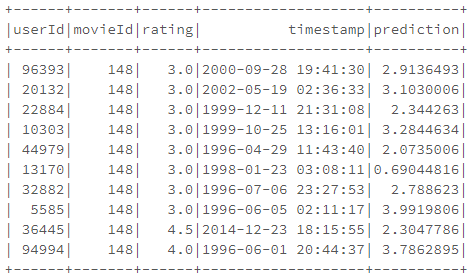 +------+-------+------+-------------------+----------+
|userId|movieId|rating|          timestamp|prediction|
+------+-------+------+-------------------+----------+
| 96393|    148|   3.0|2000-09-28 19:41:30| 2.9136493|
| 20132|    148|   3.0|2002-05-19 02:36:33| 3.1030006|
| 22884|    148|   3.0|1999-12-11 21:31:08|  2.344263|
| 10303|    148|   3.0|1999-10-25 13:16:01| 3.2844634|
| 44979|    148|   3.0|1996-04-29 11:43:40| 2.0735006|
| 13170|    148|   3.0|1998-01-23 03:08:11|0.69044816|
| 32882|    148|   3.0|1996-07-06 23:27:53|  2.788623|
|  5585|    148|   3.0|1996-06-05 02:11:17| 3.9919806|
| 36445|    148|   4.5|2014-12-23 18:15:55| 2.3047786|
| 94994|    148|   4.0|1996-06-01 20:44:37| 3.7862895|
+------+-------+------+-------------------+----------+